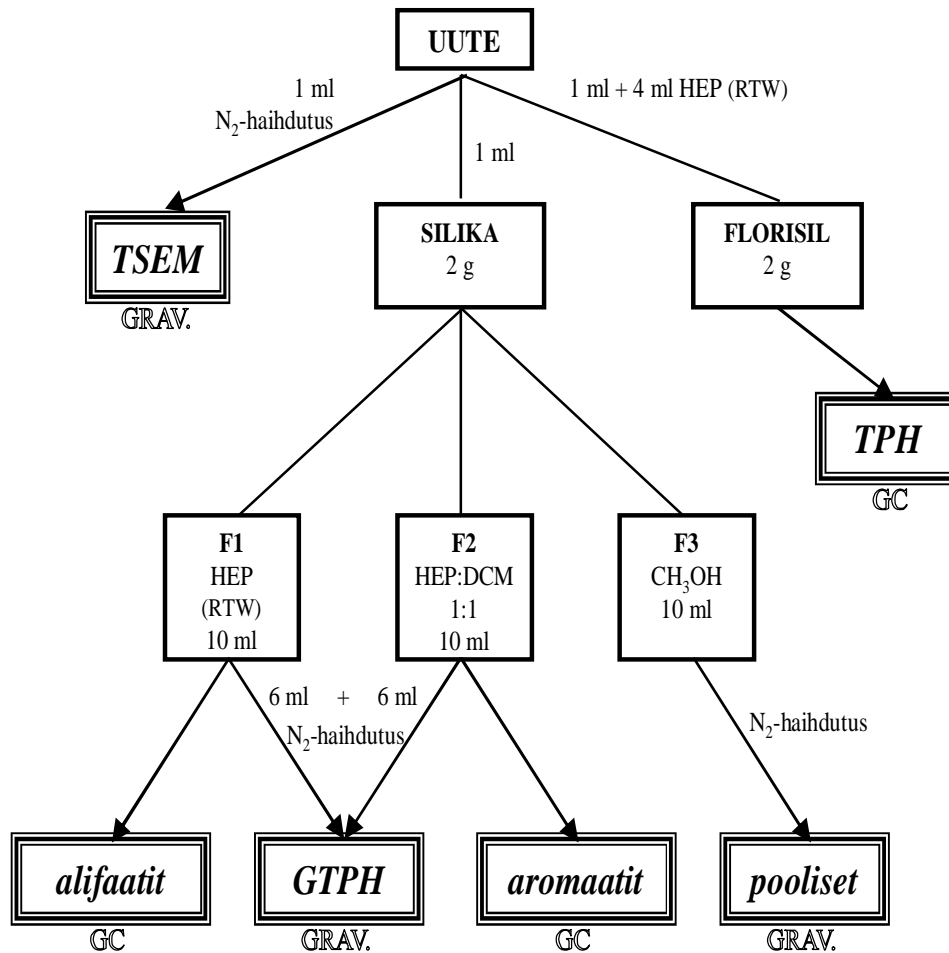 UUTE
1 ml
N₂-haihdutus
1 ml
1 ml + 4 ml HEP (RTW)
TSEM
GRAV.
SILIKA
2 g
FLORISIL
2 g
TPH
GC
F1
HEP
(RTW)
10 ml
F2
HEP:DCM
1:1
10 ml
F3
CH₃OH
10 ml
6 ml + 6 ml
N₂-haihdutus
N₂-haihdutus
alifaatit
GC
GTPH
GRAV.
aromaatit
GC
pooliset
GRAV.